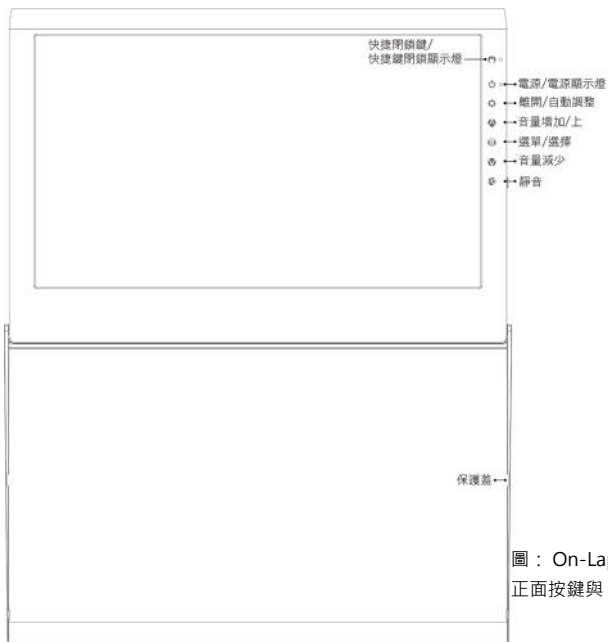 快捷閉鎖鍵/
快捷鍵閉鎖顯示燈
電源/電源顯示燈
離開/自動調整
音量增加/上
選單/選擇
音量減少
靜音
保護蓋
圖：On-Lap
正面按鍵與